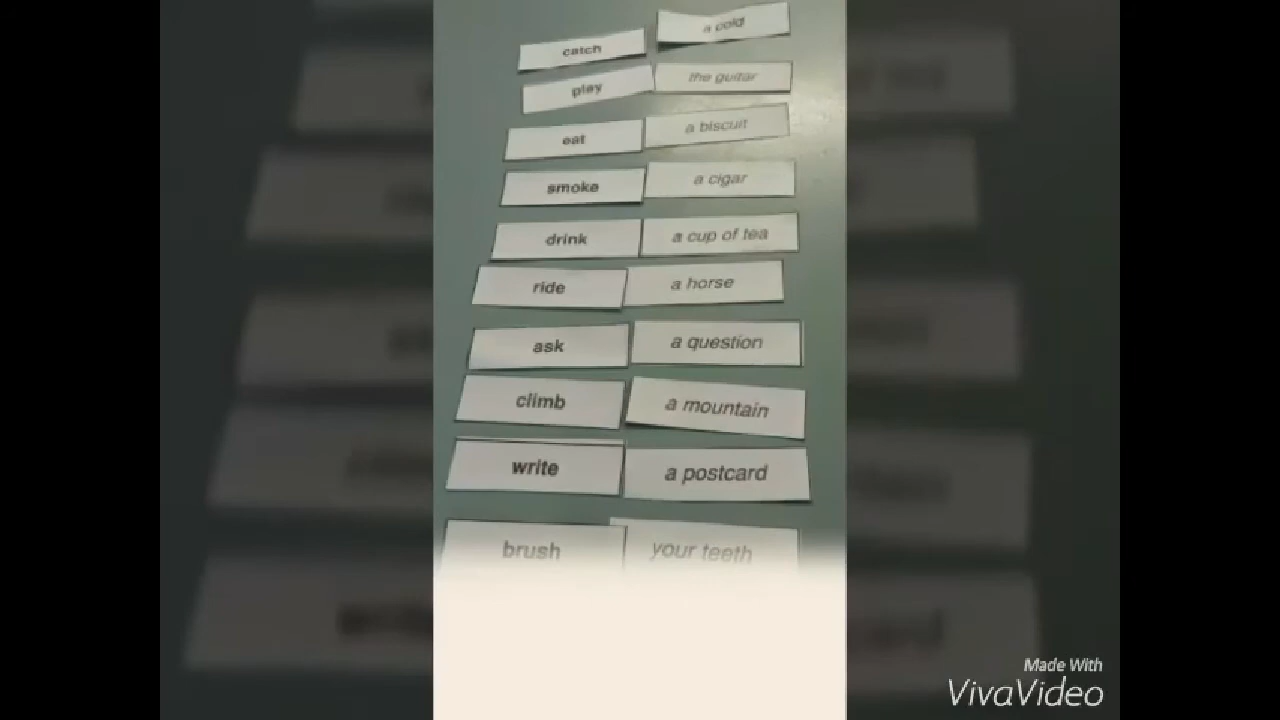 catch a cold
play the guitar
eat a biscuit
smoke a cigar
drink a cup of tea
ride a horse
ask a question
climb a mountain
write a postcard
brush your teeth
Made With
VivaVideo